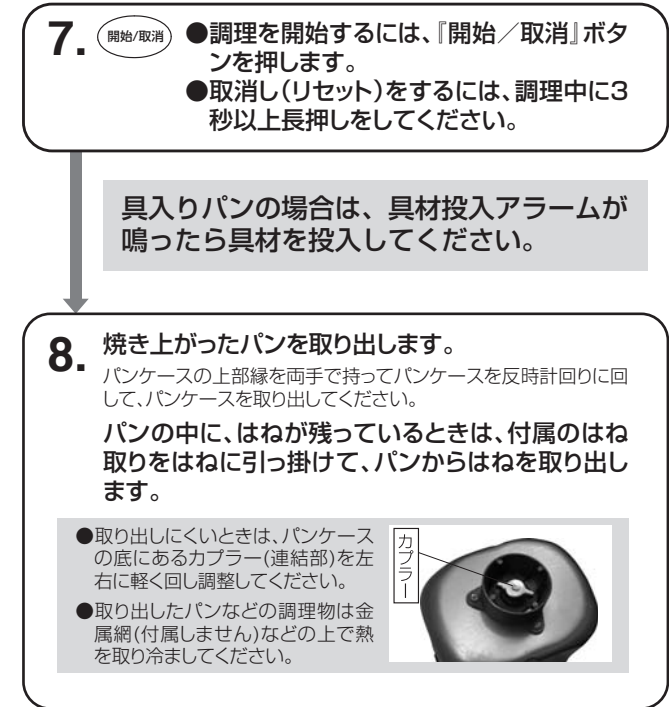 7. 開始/取消 ●調理を開始するには、『開始／取消』ボタ
ンを押します。
●取消し（リセット）をするには、調理中に3
秒以上長押しをしてください。
具入りパンの場合は、具材投入アラームが
鳴ったら具材を投入してください。
8. 焼き上がったパンを取り出します。
パンケースの上部縁を両手で持ってパンケースを反時計回りに回
して、パンケースを取り出してください。
パンの中に、はねが残っているときは、付属のはね
取りをはねに引っ掛けて、パンからはねを取り出し
ます。
●取り出しにくいときは、パンケース
の底にあるカプラー(連結部)を左
右に軽く回し調整してください。
●取り出したパンなどの調理物は金
属網(付属しません)などの上で熱
を取り冷ましてください。
カプラー